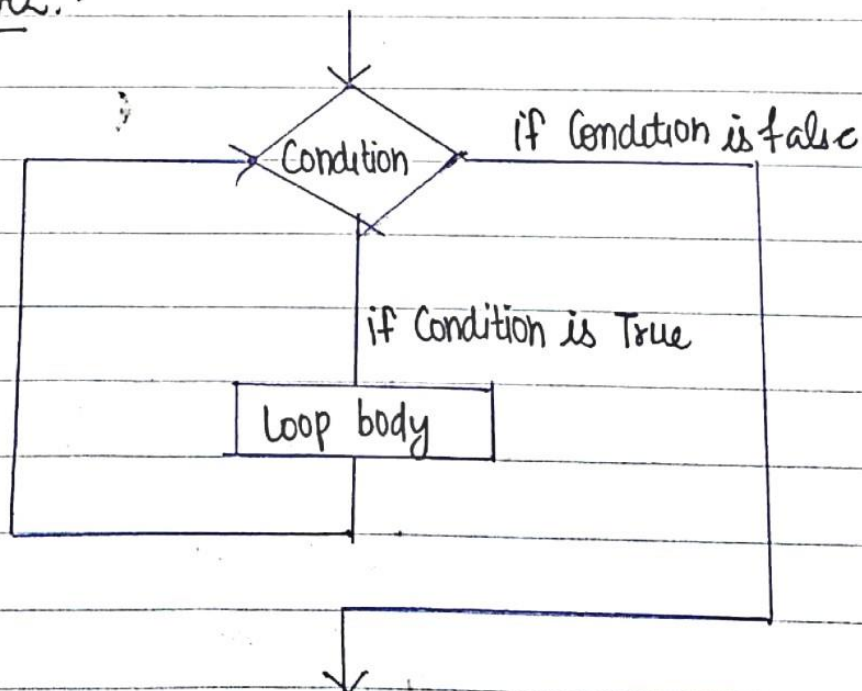 if Condition is false
Condition
if Condition is True
Loop body